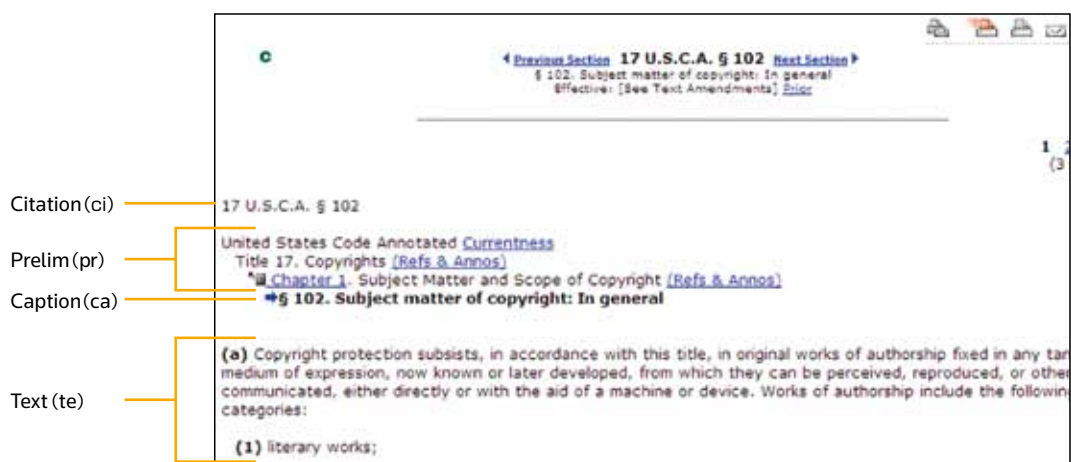 C
Previous Section 17 U.S.C.A. § 102 Next Section
§ 102. Subject matter of copyright: In general
Effective: [See Text Amendments] Prior
1
(3
Citation (ci)
17 U.S.C.A. § 102
Prelim (pr)
United States Code Annotated Currentness
Title 17. Copyrights (Refs & Annos)
Chapter 1. Subject Matter and Scope of Copyright (Refs & Annos)
Caption (ca)
§ 102. Subject matter of copyright: In general
Text (te)
(a) Copyright protection subsists, in accordance with this title, in original works of authorship fixed in any tan
medium of expression, now known or later developed, from which they can be perceived, reproduced, or other
communicated, either directly or with the aid of a machine or device. Works of authorship include the following
categories:
(1) literary works;